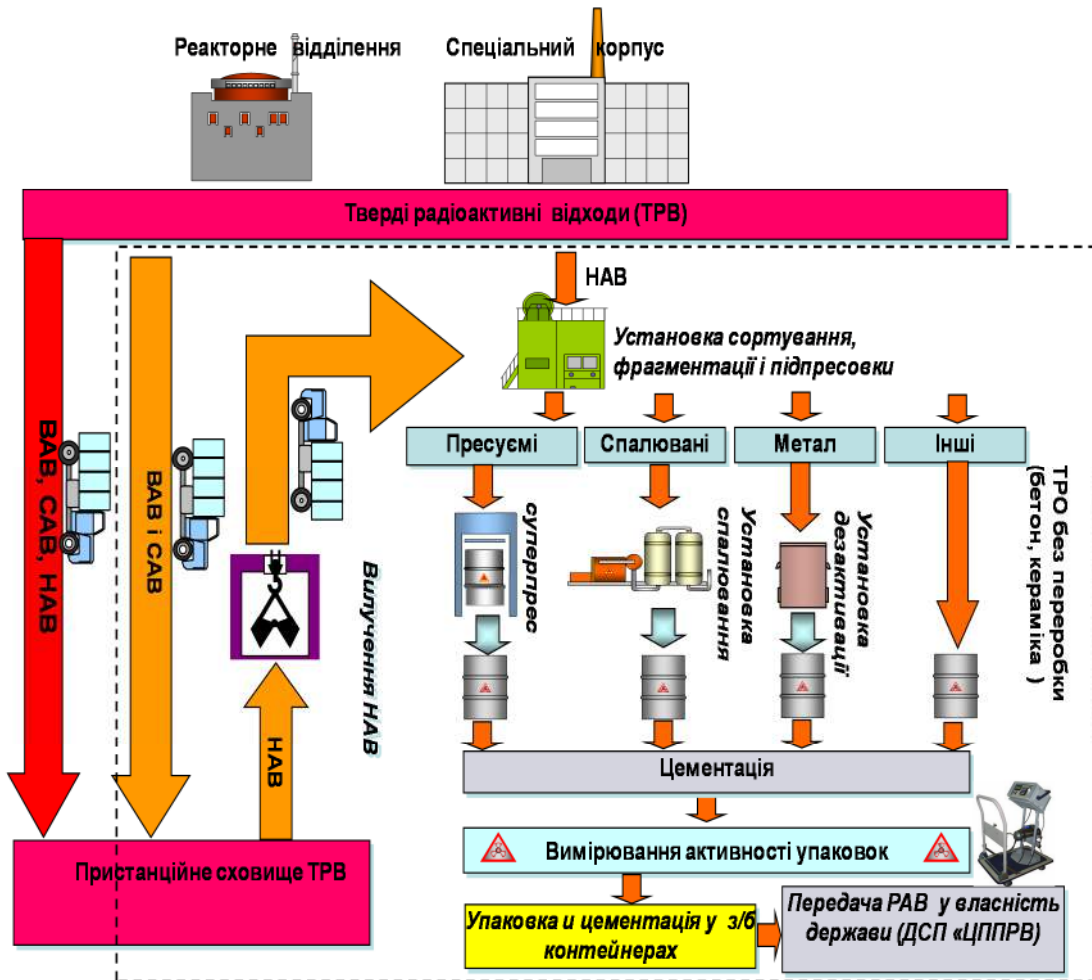 Реакторне відділення
Спеціальний корпус
Тверді радіоактивні відходи (ТРВ)
НАВ
Установка сортування,
фрагментації і підпресовки
Пресуємі
Спалювані
Метал
Інші
ВАВ, САВ, НАВ
ВАВ і САВ
Вилучення НАВ
НАВ
суперпрес
Установка
спалювання
Установка
дезактивації
ТРО без переробки
(бетон, кераміка )
Цементація
Вимірювання активності упаковок
Пристанційне сховище ТРВ
Упаковка и цементація у з/б
контейнерах
Передача РАВ у власність
держави (ДСП «ЦППРВ)